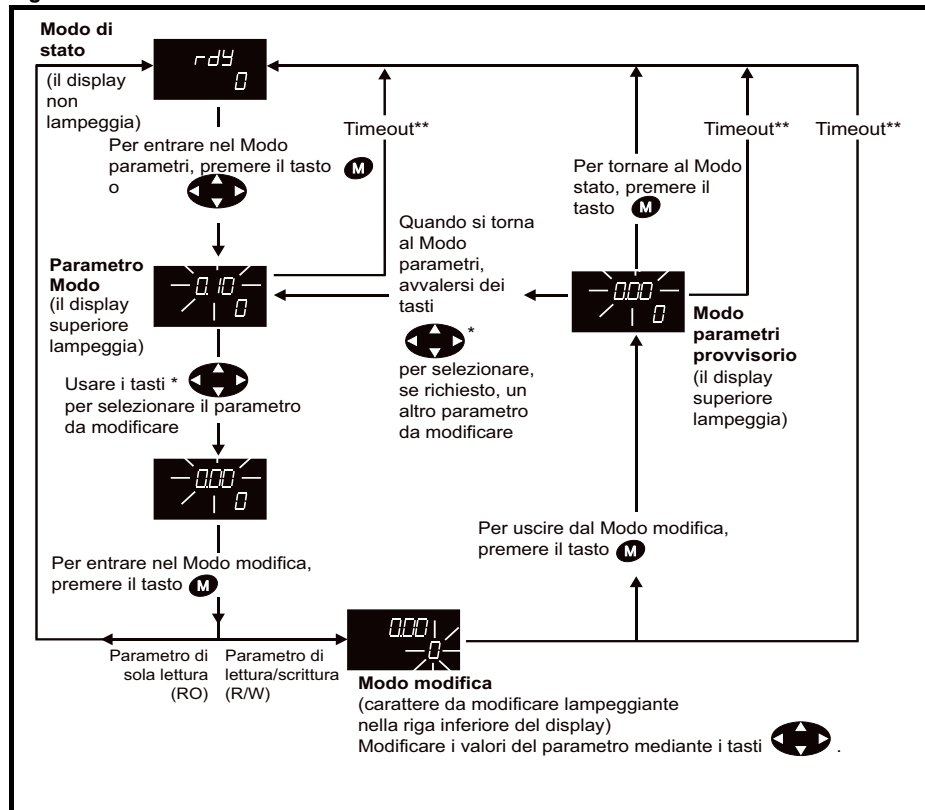 Modo di
stato
(il display
non
lampeggia)
rdY
0
Timeout**
Per entrare nel Modo
parametri, premere il tasto M
o
Parametro
Modo
(il display
superiore
lampeggia)
0.10
0
Usare i tasti *
per selezionare il parametro
da modificare
0.00
0
Per entrare nel Modo modifica,
premere il tasto M
Parametro di
sola lettura
(RO)
Parametro di
lettura/scrittura
(R/W)
Quando si torna
al Modo
parametri,
avvalersi dei
tasti
*
per selezionare,
se richiesto, un
altro parametro
da modificare
Per tornare al Modo
stato, premere il
tasto M
Timeout**
Timeout**
0.00
0
Modo
parametri
provvisorio
(il display
superiore
lampeggia)
Per uscire dal Modo modifica,
premere il tasto M
0.00
0
Modo modifica
(carattere da modificare lampeggiante
nella riga inferiore del display)
Modificare i valori del parametro mediante i tasti .